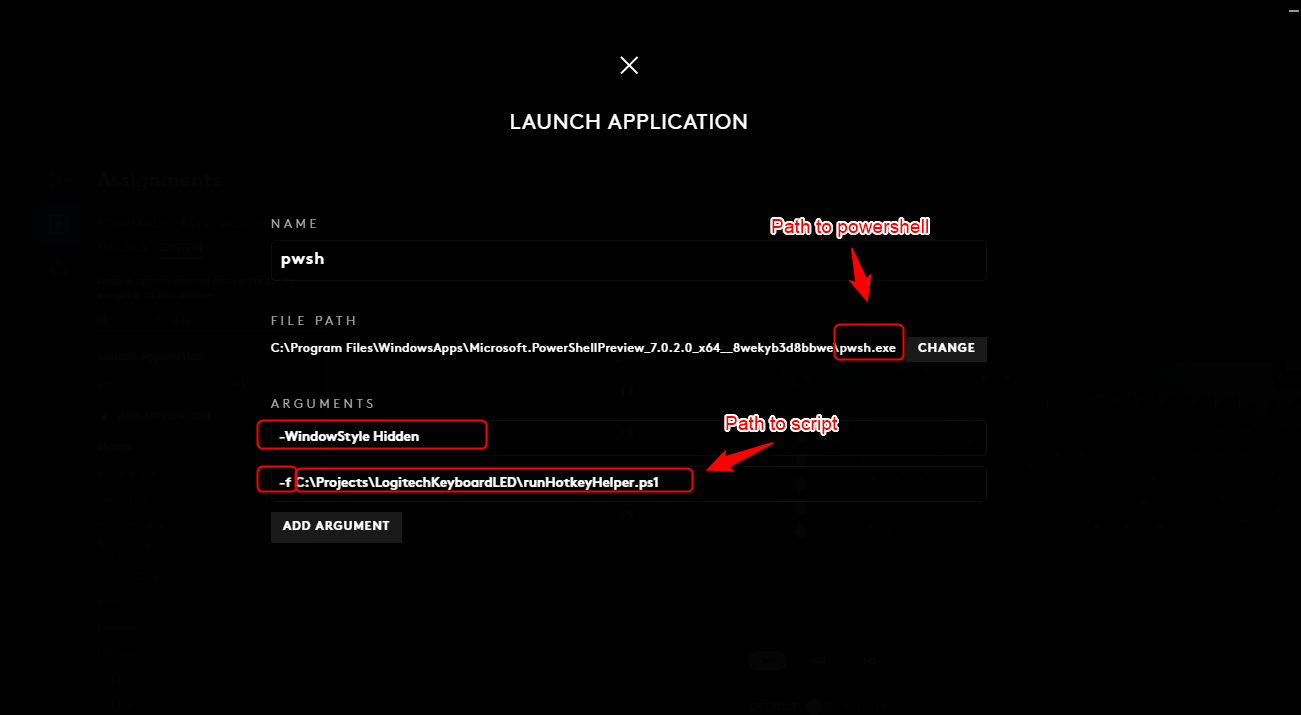 LAUNCH APPLICATION
Assignments
NAME
Path to powershell
pwsh
FILE PATH
C:\Program Files\WindowsApps\Microsoft.PowerShellPreview_7.0.2.0_x64__8wekyb3d8bbwe\pwsh.exe
CHANGE
ARGUMENTS
Path to script
-WindowStyle Hidden
-f C:\Projects\LogitechKeyboardLED\runHotkeyHelper.ps1
ADD ARGUMENT
DEFAULT